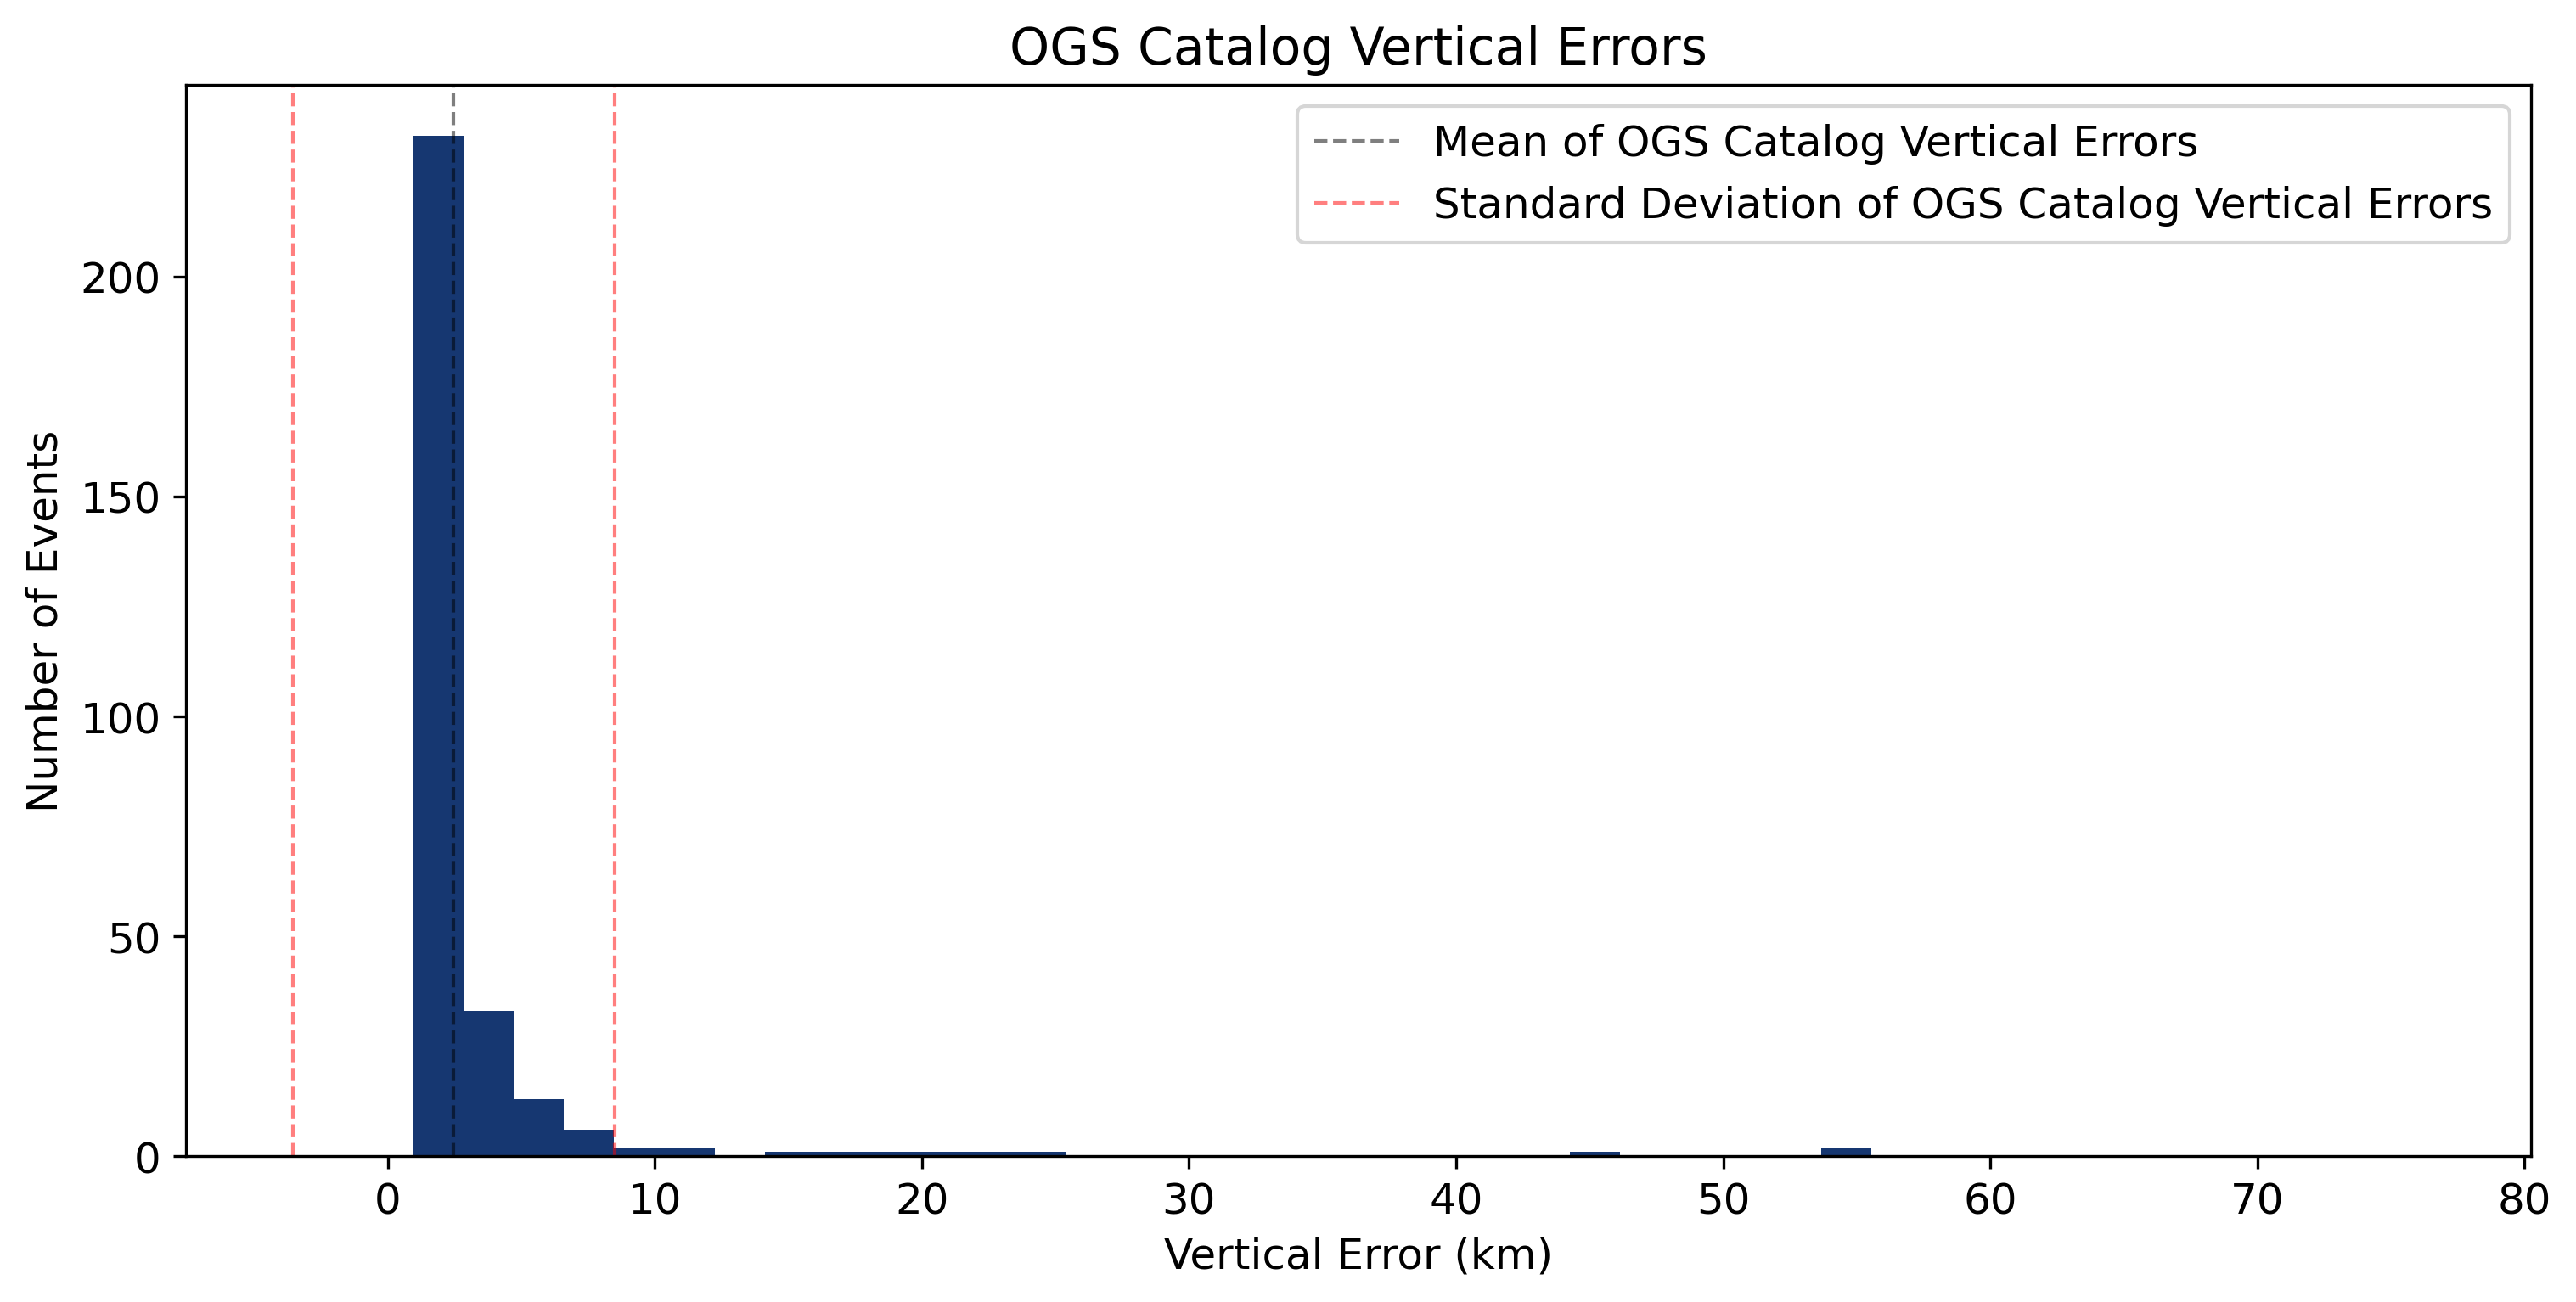 OGS Catalog Vertical Errors
Mean of OGS Catalog Vertical Errors
Standard Deviation of OGS Catalog Vertical Errors
Number of Events
200
150
100
50
0
0 10 20 30 40 50 60 70 80
Vertical Error (km)